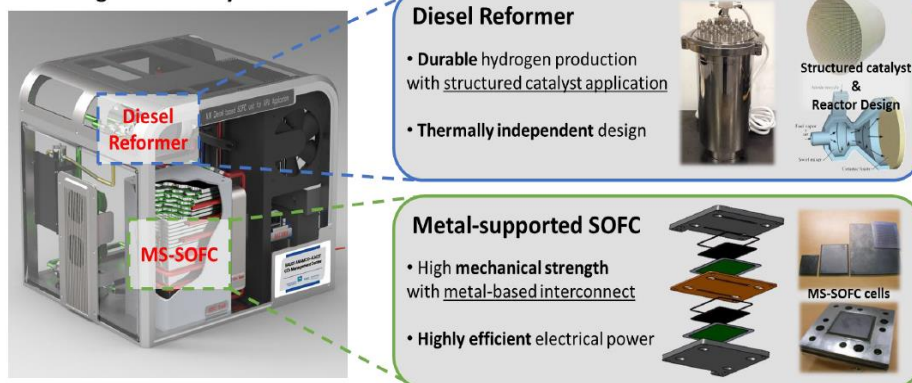 Diesel Reformer
• Durable hydrogen production
with structured catalyst application
• Thermally independent design
Structured catalyst
&
Reactor Design
Diesel
Reformer
MS-SOFC
Metal-supported SOFC
• High mechanical strength
with metal-based interconnect
• Highly efficient electrical power
MS-SOFC cells